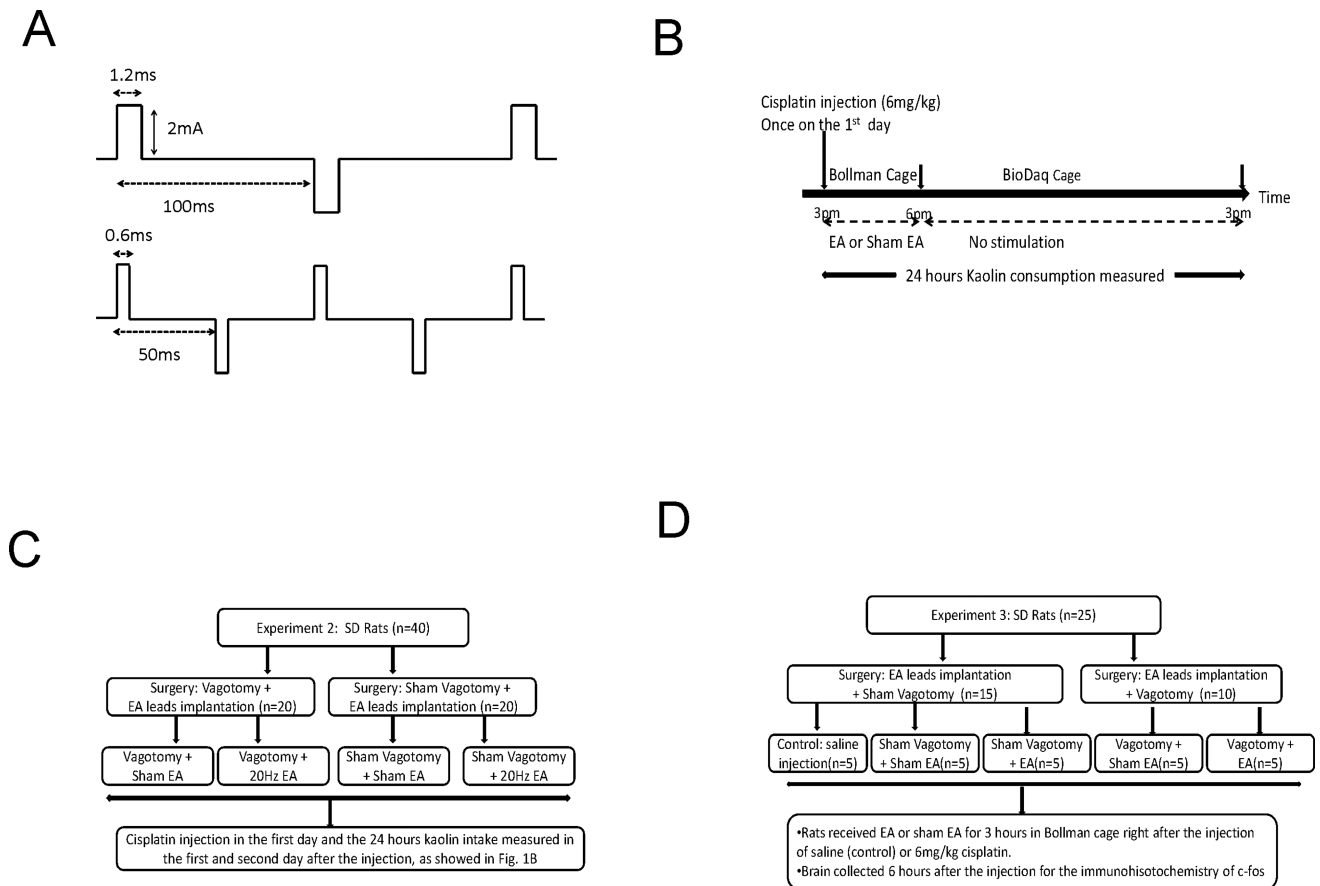 A
1.2ms
2mA
100ms
0.6ms
50ms
B
Cisplatin injection (6mg/kg)
Once on the 1st day
Bollman Cage
BioDaq Cage
Time
3pm
6pm
3pm
EA or Sham EA
No stimulation
24 hours Kaolin consumption measured
C
Experiment 2: SD Rats (n=40)
Surgery: Vagotomy +
EA leads implantation (n=20)
Surgery: Sham Vagotomy +
EA leads implantation (n=20)
Vagotomy +
Sham EA
Vagotomy +
20Hz EA
Sham Vagotomy
+ Sham EA
Sham Vagotomy
+ 20Hz EA
Cisplatin injection in the first day and the 24 hours kaolin intake measured in
the first and second day after the injection, as showed in Fig. 1B
D
Experiment 3: SD Rats (n=25)
Surgery: EA leads implantation
+ Sham Vagotomy (n=15)
Surgery: EA leads implantation
+ Vagotomy (n=10)
Control: saline
injection(n=5)
Sham Vagotomy
+ Sham EA(n=5)
Sham Vagotomy
+ EA(n=5)
Vagotomy +
Sham EA(n=5)
Vagotomy +
EA(n=5)
•Rats received EA or sham EA for 3 hours in Bollman cage right after the injection
of saline (control) or 6mg/kg cisplatin.
•Brain collected 6 hours after the injection for the immunohisotochemistry of c-fos